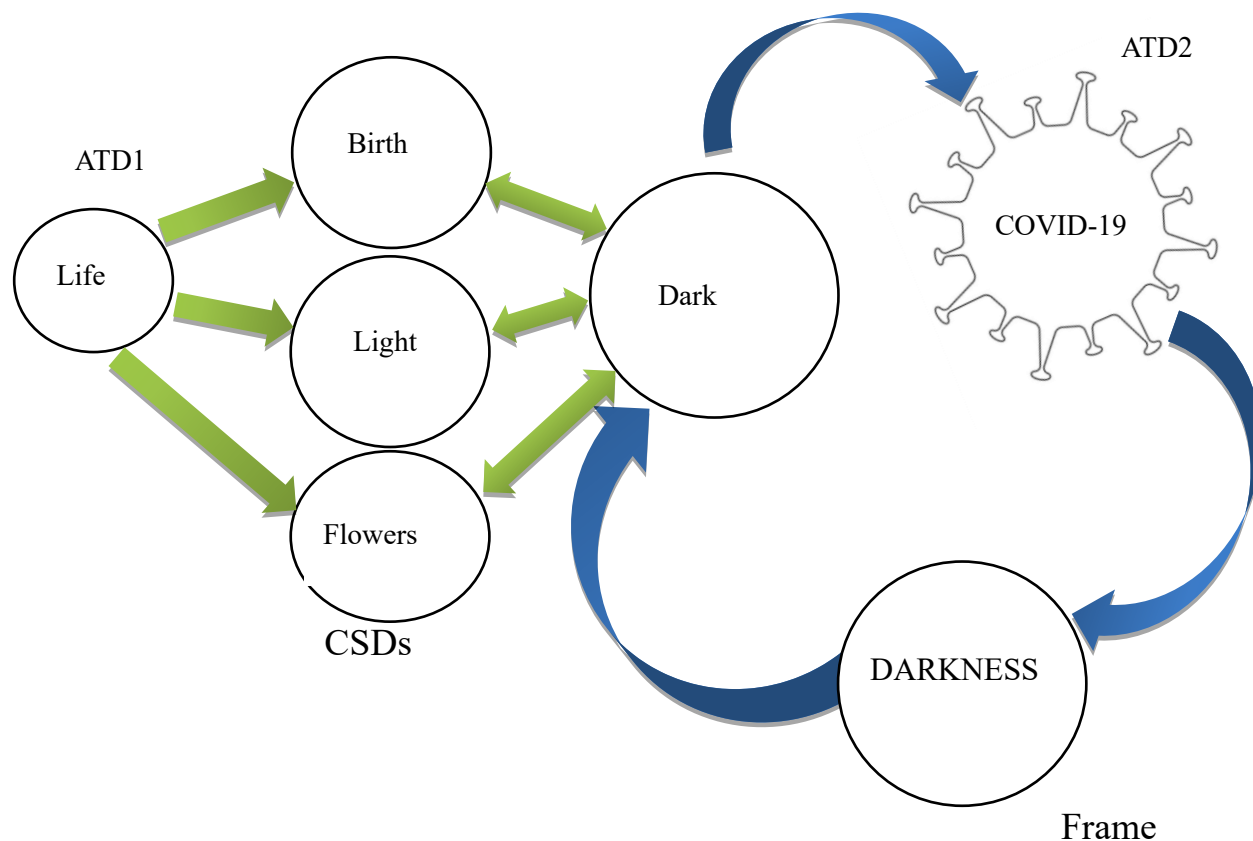 ATD2
Birth
ATD1
COVID-19
Life
Dark
Light
Flowers
CSDs
DARKNESS
Frame